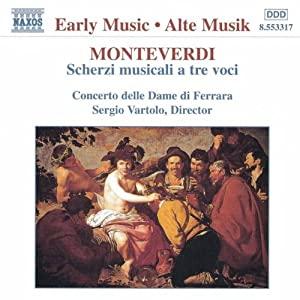 NAXOS
Early Music • Alte Musik
DDD
8.553317
MONTEVERDI
Scherzi musicali a tre voci
Concerto delle Dame di Ferrara
Sergio Vartolo, Director